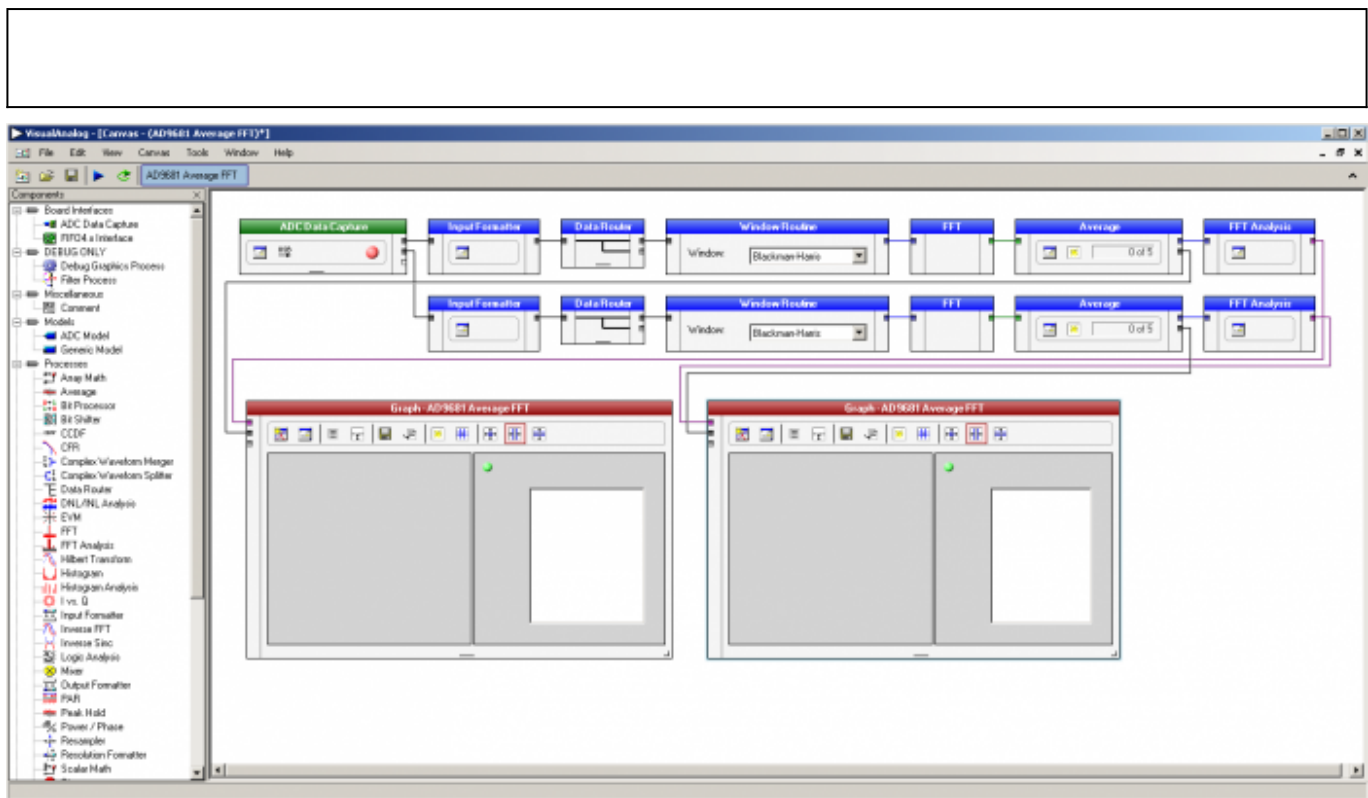 VisualAnalog - [Canvas - (AD9681 Average FFT)*]
File Edit View Canvas Tools Window Help
AD9681 Average FFT
Components
Board Interfaces
ADC Data Capture
FIFO4.x Interface
DEBUG ONLY
Debug Graphics Process
Filter Process
Miscellaneous
Comment
Models
ADC Model
Generic Model
Processes
Array Math
Average
Bit Processor
Bit Shifter
CCDF
CFR
Complex Waveform Merger
Complex Waveform Splitter
Data Router
DNL/INL Analysis
EVM
FFT
FFT Analysis
Hilbert Transform
Histogram
Histogram Analysis
I vs. Q
Input Formatter
Inverse FFT
Inverse Sinc
Logic Analysis
Mixer
Output Formatter
PAR
Peak Hold
Power / Phase
Resampler
Resolution Formatter
Scalar Math
ADC Data Capture
Input Formatter
Data Router
Window Routine
Window:
Blackman-Harris
FFT
Average
0 of 5
FFT Analysis
Input Formatter
Data Router
Window Routine
Window:
Blackman-Harris
FFT
Average
0 of 5
FFT Analysis
Graph - AD9681 Average FFT
Graph - AD9681 Average FFT